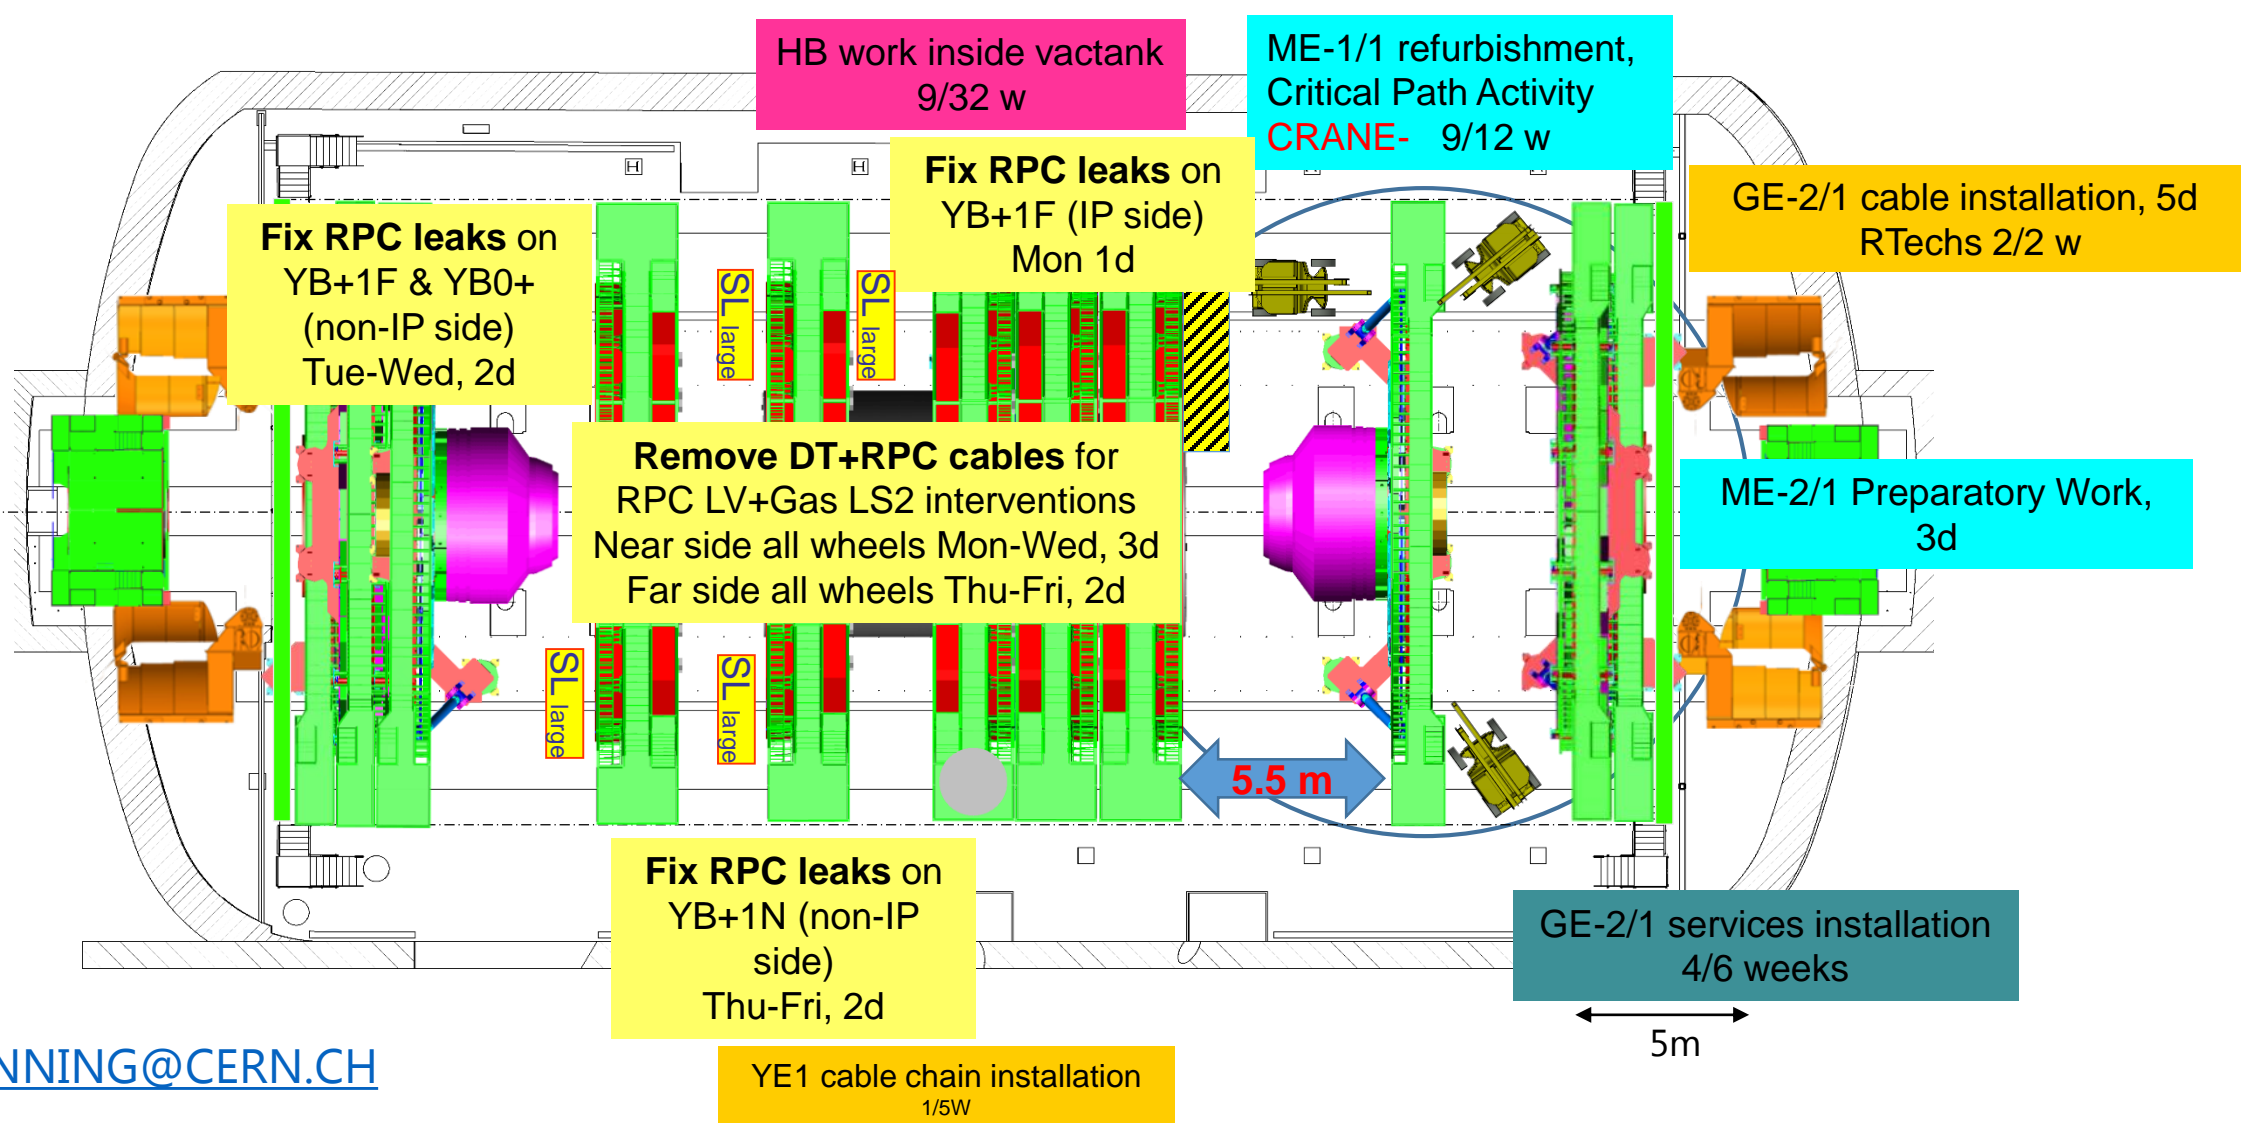 HB work inside vactank
9/32 w
ME-1/1 refurbishment,
Critical Path Activity
CRANE- 9/12 w
Fix RPC leaks on
YB+1F (IP side)
Mon 1d
GE-2/1 cable installation, 5d
RTechs 2/2 w
Fix RPC leaks on
YB+1F & YB0+
(non-IP side)
Tue-Wed, 2d
H
H
SL large
SL large
Remove DT+RPC cables for
RPC LV+Gas LS2 interventions
Near side all wheels Mon-Wed, 3d
Far side all wheels Thu-Fri, 2d
ME-2/1 Preparatory Work,
3d
SL large
SL large
5.5 m
Fix RPC leaks on
YB+1N (non-IP
side)
Thu-Fri, 2d
GE-2/1 services installation
4/6 weeks
5m
NNING@CERN.CH
YE1 cable chain installation
1/5W